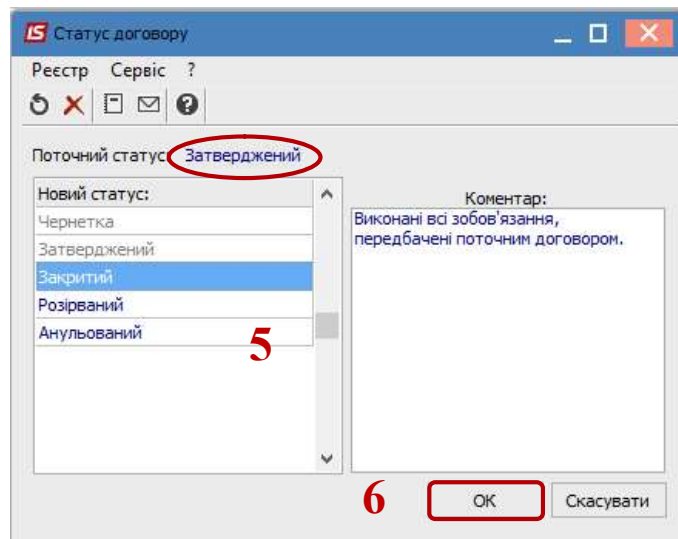 IS Статус договору
Реєстр Сервіс ?
Поточний статус: Затверджений
Новий статус:
Чернетка
Затверджений
Закритий
Розірваний
Анульований
5
Коментар:
Виконані всі зобов'язання,
передбачені поточним договором.
6 OK Скасувати